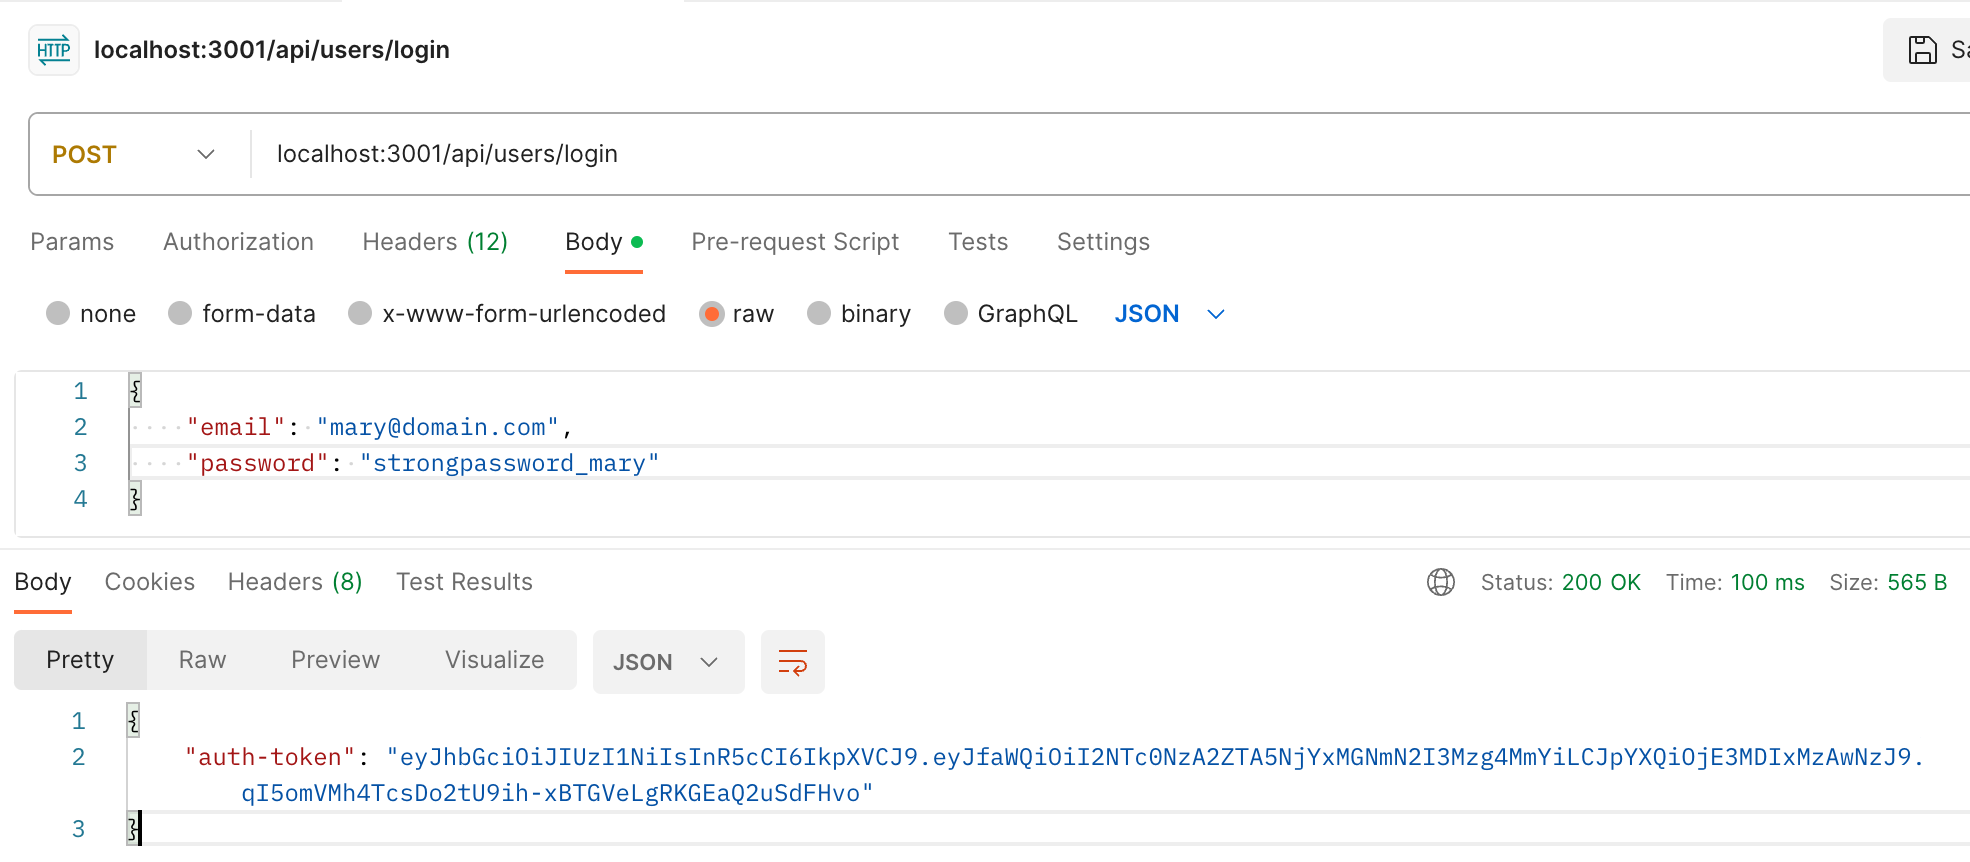 HTTP localhost:3001/api/users/login
POST localhost:3001/api/users/login
Params Authorization Headers (12) Body Pre-request Script Tests Settings
none form-data x-www-form-urlencoded raw binary GraphQL JSON
1 {
2 ····"email":·"mary@domain.com",
3 ····"password":·"strongpassword_mary"
4 }
Body Cookies Headers (8) Test Results Status: 200 OK Time: 100 ms Size: 565 B
Pretty Raw Preview Visualize JSON
1 {
2 "auth-token": "eyJhbGciOiJIUzI1NiIsInR5cCI6IkpXVCJ9.eyJfaWQiOiI2NTc0NzA2ZTA5NjYxMGNmN2I3Mzg4MmYiLCJpYXQiOjE3MDIxMzAwNzJ9.
qI5omVMh4TcsDo2tU9ih-xBTGVeLgRKGEaQ2uSdFHvo"
3 }